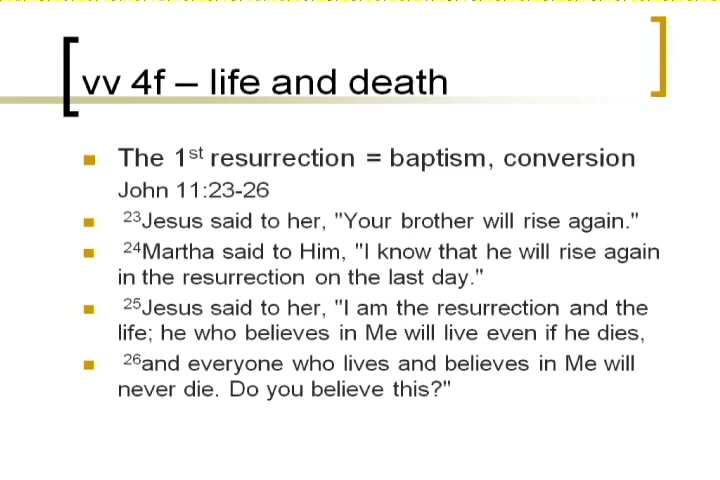 vv 4f – life and death
The 1st resurrection = baptism, conversion
John 11:23-26
23Jesus said to her, "Your brother will rise again."
24Martha said to Him, "I know that he will rise again
in the resurrection on the last day."
25Jesus said to her, "I am the resurrection and the
life; he who believes in Me will live even if he dies,
26and everyone who lives and believes in Me will
never die. Do you believe this?"